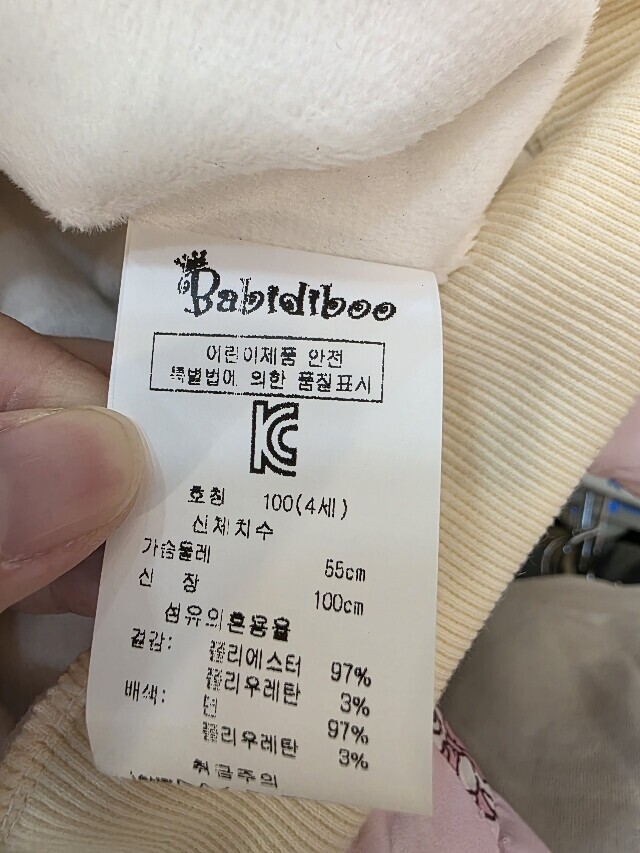 Babidiboo
어린이제품 안전
특별법에 의한 품질표시
KC
호칭 100(4세)
신체치수
가슴둘레 55cm
신 장 100cm
섬유의혼용율
겉감: 폴리에스터 97%
폴리우레탄 3%
배색: 면 97%
폴리우레탄 3%
취급주의